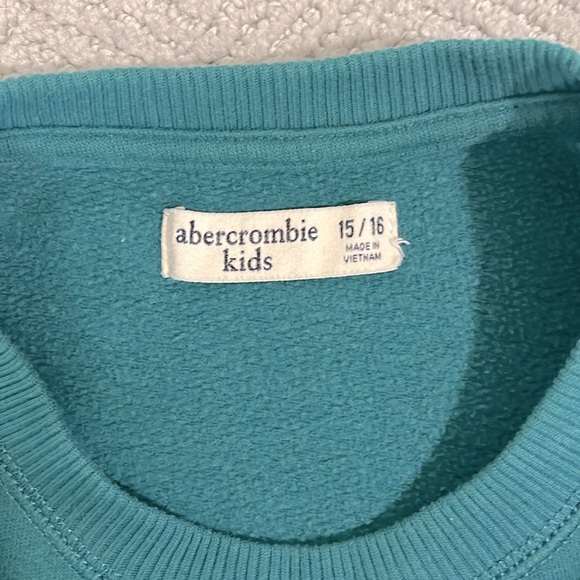 abercrombie
kids
15 / 16
MADE IN
VIETNAM